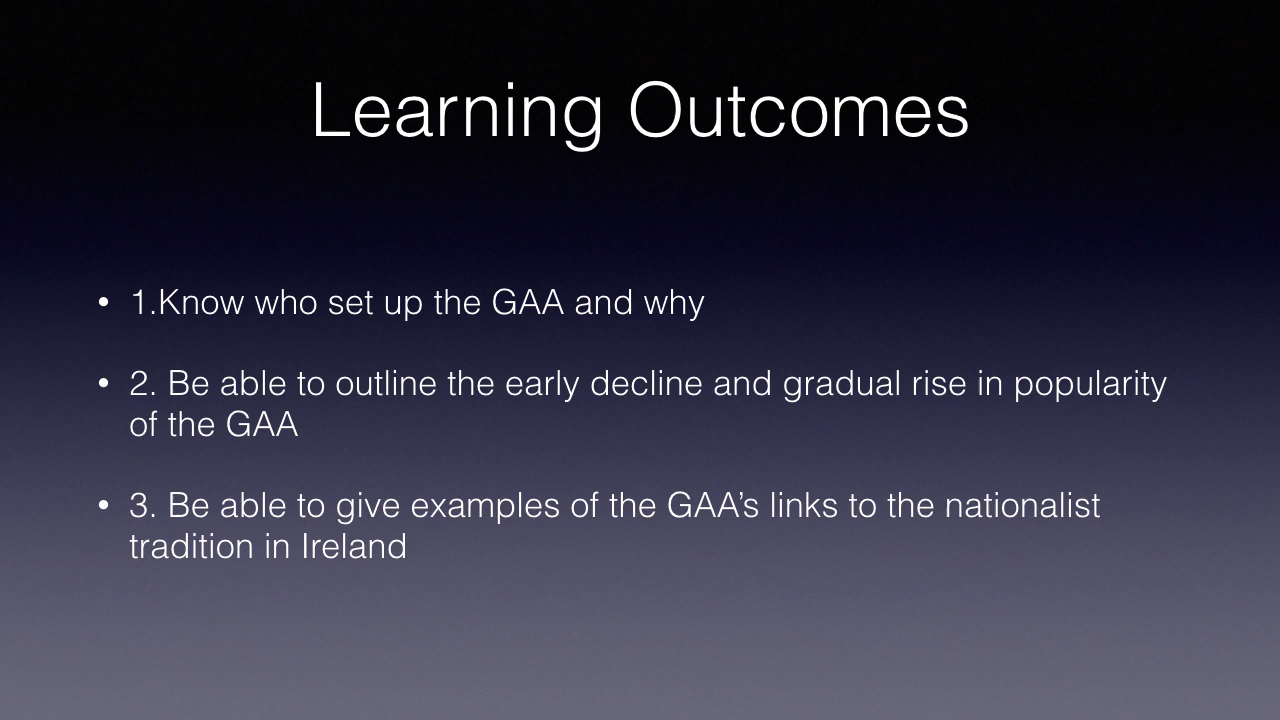 Learning Outcomes
• 1.Know who set up the GAA and why
• 2. Be able to outline the early decline and gradual rise in popularity
of the GAA
• 3. Be able to give examples of the GAA’s links to the nationalist
tradition in Ireland